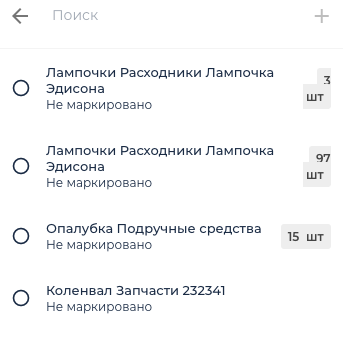 Поиск
Лампочки Расходники Лампочка
Эдисона
Не маркировано
3
шт
Лампочки Расходники Лампочка
Эдисона
Не маркировано
97
шт
Опалубка Подручные средства
Не маркировано
15 шт
Коленвал Запчасти 232341
Не маркировано